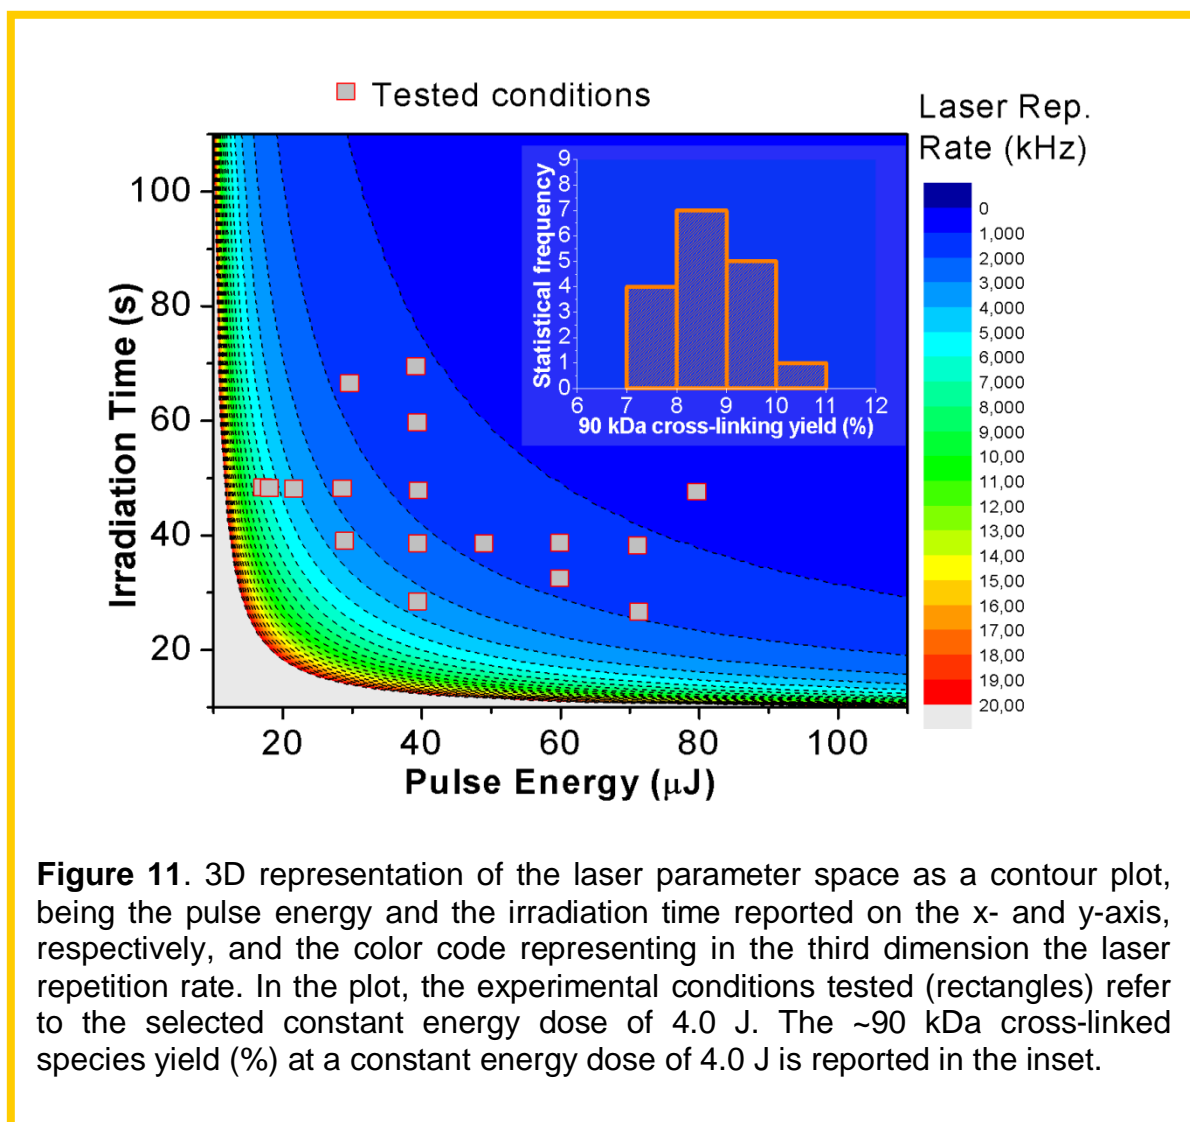 Tested conditions
Laser Rep.
Rate (kHz)
0
1,000
2,000
3,000
4,000
5,000
6,000
7,000
8,000
9,000
10,00
11,00
12,00
13,00
14,00
15,00
16,00
17,00
18,00
19,00
20,00
Irradiation Time (s)
100
80
60
40
20
20 40 60 80 100
Pulse Energy (μJ)
Statistical frequency
9
8
7
6
5
4
3
2
1
0
6 7 8 9 10 11 12
90 kDa cross-linking yield (%)
Figure 11. 3D representation of the laser parameter space as a contour plot,
being the pulse energy and the irradiation time reported on the x- and y-axis,
respectively, and the color code representing in the third dimension the laser
repetition rate. In the plot, the experimental conditions tested (rectangles) refer
to the selected constant energy dose of 4.0 J. The ~90 kDa cross-linked
species yield (%) at a constant energy dose of 4.0 J is reported in the inset.